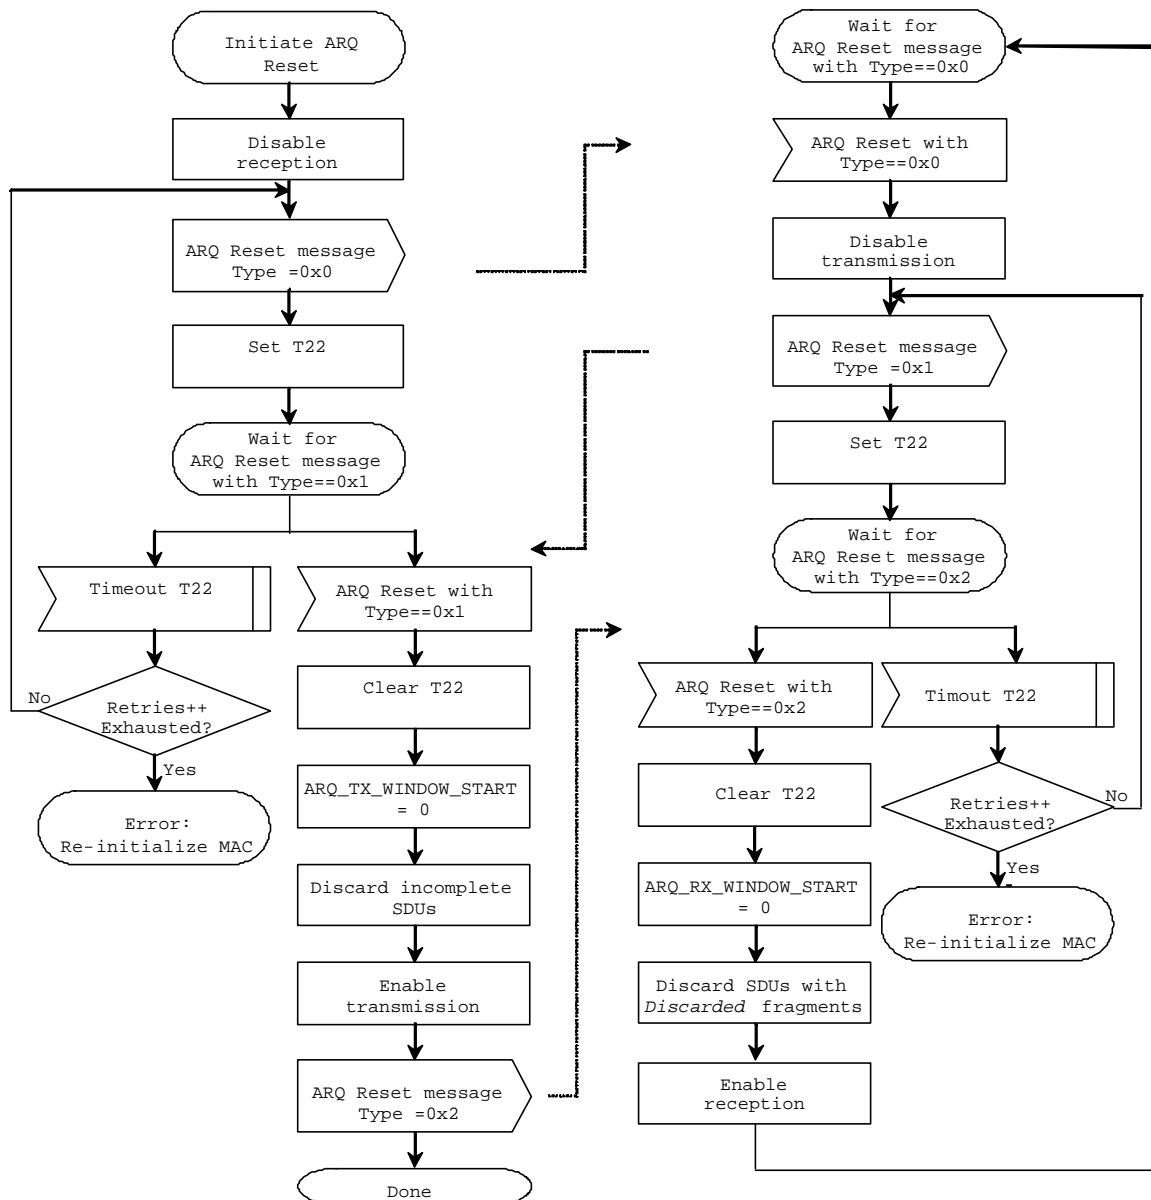 Initiate ARQ
Reset
Disable
reception
ARQ Reset message
Type =0x0
Set T22
Wait for
ARQ Reset message
with Type==0x1
Timeout T22
No
Retries++
Exhausted?
Yes
Error:
Re-initialize MAC
ARQ Reset with
Type==0x1
Clear T22
ARQ_TX_WINDOW_START
= 0
Discard incomplete
SDUs
Enable
transmission
ARQ Reset message
Type =0x2
Done
Wait for
ARQ Reset message
with Type==0x0
ARQ Reset with
Type==0x0
Disable
transmission
ARQ Reset message
Type =0x1
Set T22
Wait for
ARQ Reset message
with Type==0x2
ARQ Reset with
Type==0x2
Clear T22
ARQ_RX_WINDOW_START
= 0
Discard SDUs with
Discarded fragments
Enable
reception
Timout T22
Retries++
Exhausted?
No
Yes
Error:
Re-initialize MAC